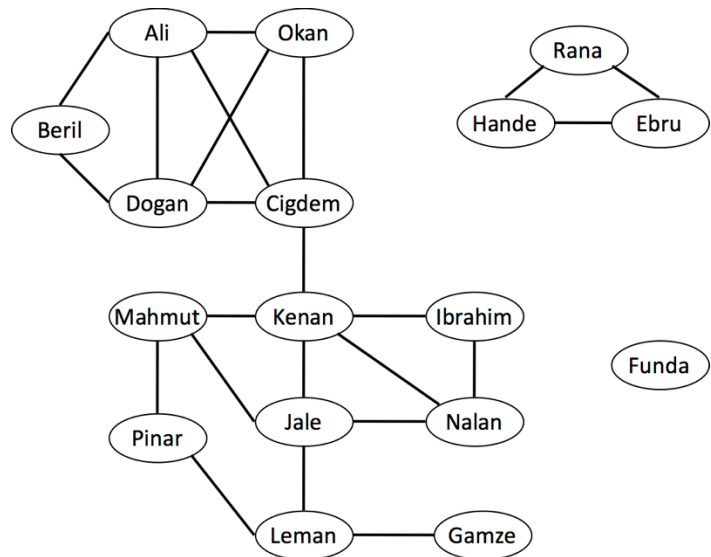 Ali
Okan
Rana
Beril
Hande
Ebru
Dogan
Cigdem
Mahmut
Kenan
Ibrahim
Funda
Pinar
Jale
Nalan
Leman
Gamze